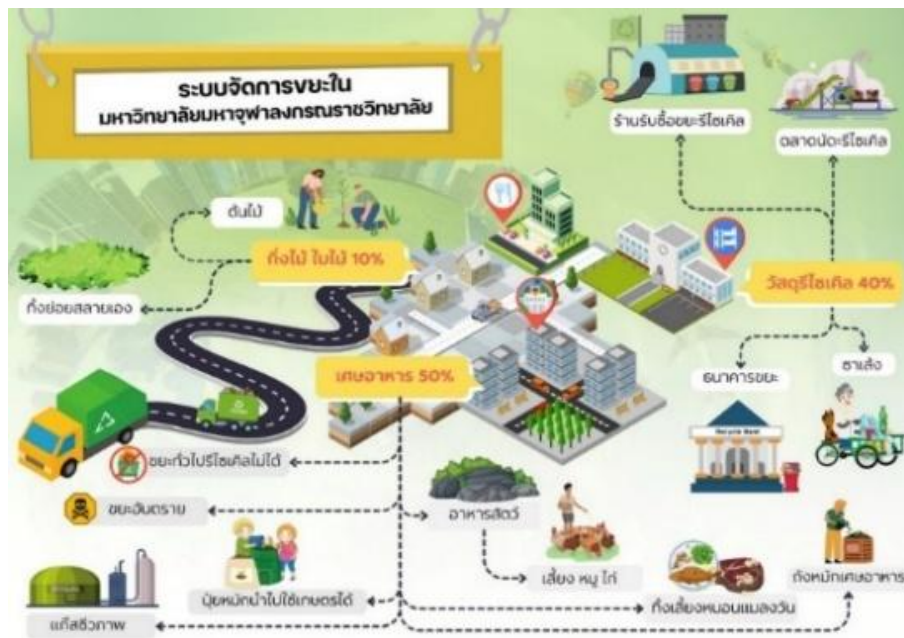 ระบบจัดการขยะใน
มหาวิทยาลัยมหาจุฬาลงกรณราชวิทยาลัย
ร้านรับซื้อขยะรีไซเคิล
ตลาดนัดรีไซเคิล
ต้นไม้
กิ่งไม้ ใบไม้ 10%
ทิ้งย่อยสลายเอง
วัสดุรีไซเคิล 40%
เศษอาหาร 50%
ธนาคารขยะ
ซาเล้ง
ขยะทั่วไปรีไซเคิลไม่ได้
ขยะอันตราย
อาหารสัตว์
เลี้ยง หมู ไก่
ถังหมักเศษอาหาร
ปุ๋ยหมักนำไปใช้เกษตรได้
ทิ้งเลี้ยงหนอนแมลงวัน
แก๊สชีวภาพ